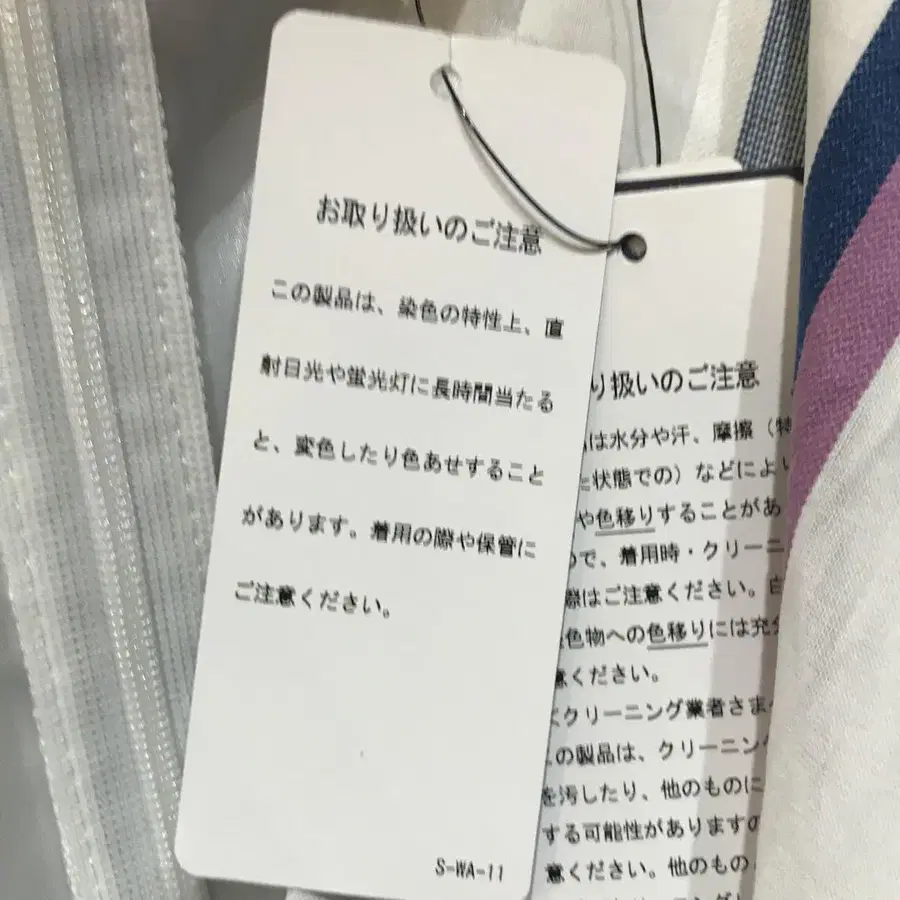 お取り扱いのご注意
この製品は、染色の特性上、直
射日光や蛍光灯に長時間当たる
と、変色したり色あせすること
があります。着用の際や保管に
ご注意ください。
S-WA-11
り扱いのご注意
は水分や汗、摩擦（特
状態での）などによい
や色移りすることがあ
で、着用時・クリーニ
際はご注意ください。白
色物への色移りには充分
意ください。
クリーニング業者さま
の製品は、クリーニン
を汚したり、他のものに
する可能性がありますの
意ください。他のもの